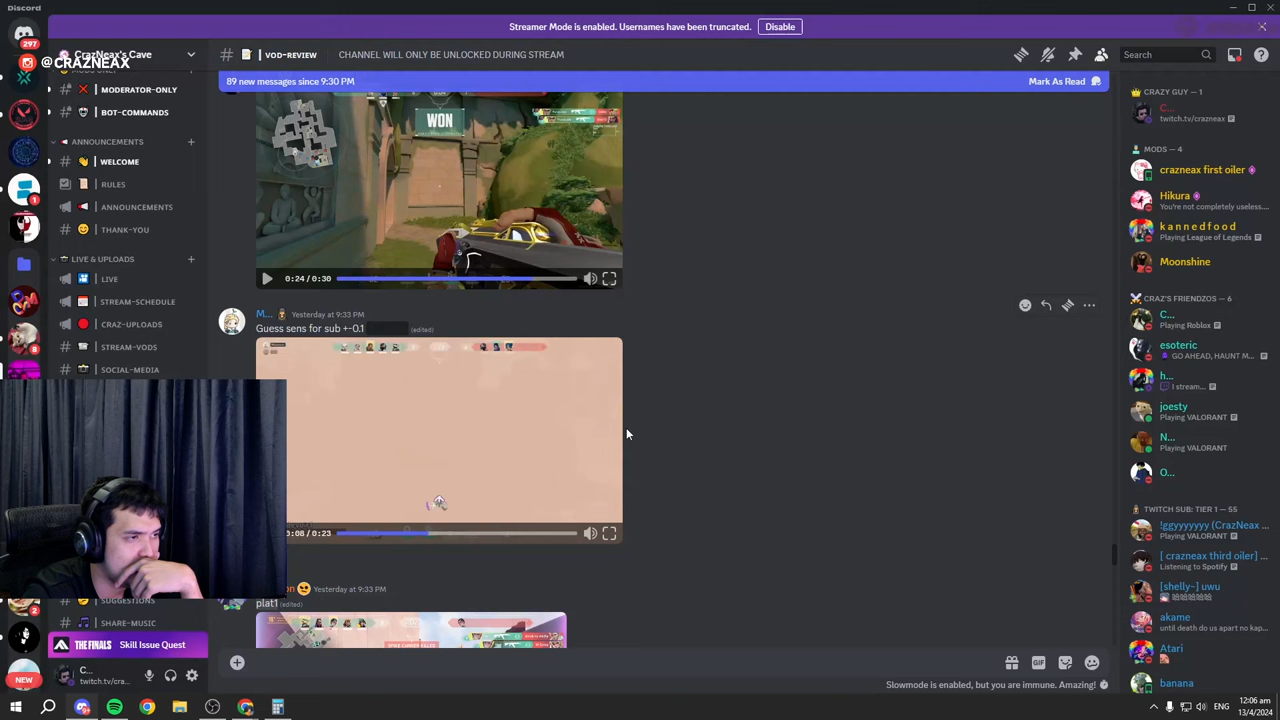 Discord
Streamer Mode is enabled. Usernames have been truncated.
Disable
297
CrazNeax's Cave
@CRAZNEAX
VOD-REVIEW
CHANNEL WILL ONLY BE UNLOCKED DURING STREAM
Search
89 new messages since 9:30 PM
Mark As Read
MODERATOR-ONLY
BOT-COMMANDS
ANNOUNCEMENTS
WELCOME
RULES
ANNOUNCEMENTS
THANK-YOU
LIVE & UPLOADS
LIVE
STREAM-SCHEDULE
CRAZ-UPLOADS
STREAM-VODS
SOCIAL-MEDIA
SUGGESTIONS
SHARE-MUSIC
1
8
2
NEW
THE FINALS
Skill Issue Quest
C...
twitch.tv/cra...
WON
0:24 / 0:30
M...
Yesterday at 9:33 PM
Guess sens for sub +-0.1
(edited)
0:08 / 0:23
Yesterday at 9:33 PM
plat1 (edited)
GIF
Slowmode is enabled, but you are immune. Amazing!
CRAZY GUY — 1
C...
twitch.tv/crazneax
MODS — 4
crazneax first oiler
Hikura
You're not completely useless...
k a n n e d f o o d
Playing League of Legends
Moonshine
CRAZ'S FRIENDZOS — 6
C...
Playing Roblox
esoteric
GO AHEAD, HAUNT M...
h...
I stream...
joesty
Playing VALORANT
N...
Playing VALORANT
O...
TWITCH SUB: TIER 1 — 55
!ggyyyyyyy (CrazNeax ...
Playing VALORANT
[ crazneax third oiler] ...
Listening to Spotify
[shelly~] uwu
akame
until death do us apart no kap...
Atari
banana
12:06 am
13/4/2024